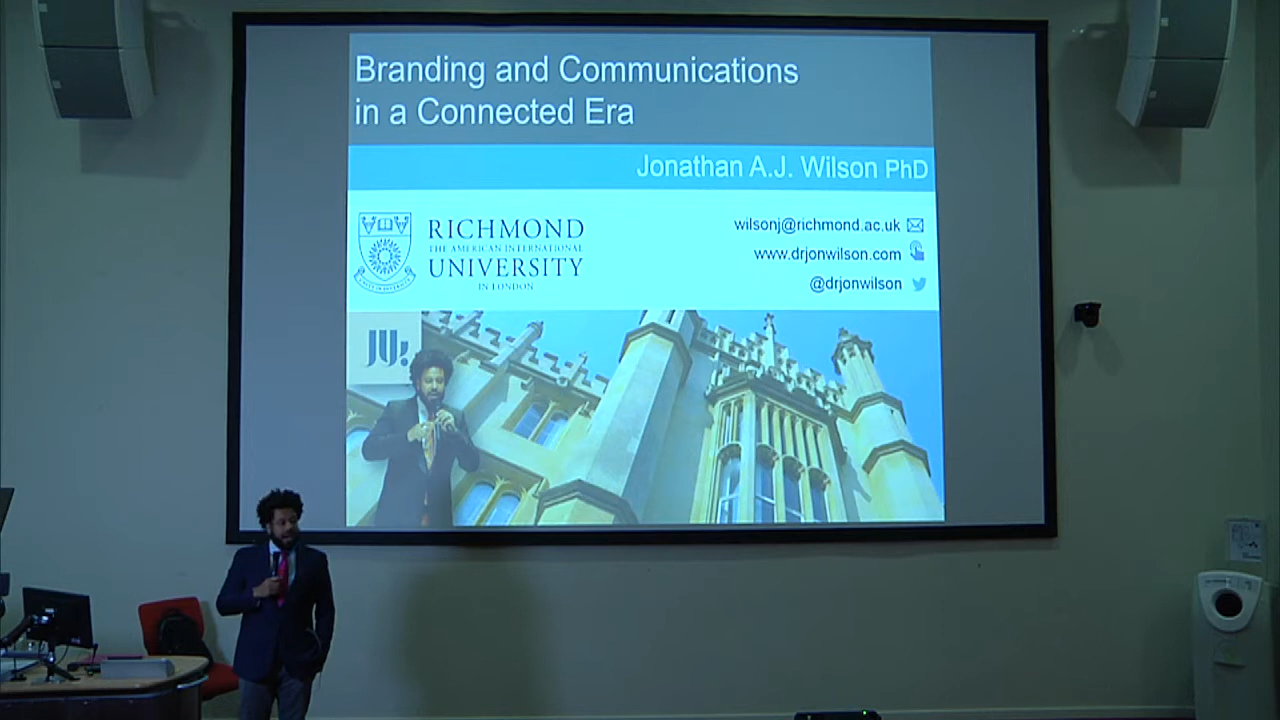 Branding and Communications
in a Connected Era
Jonathan A.J. Wilson PhD
RICHMOND
THE AMERICAN INTERNATIONAL
UNIVERSITY
IN LONDON
wilsonj@richmond.ac.uk
www.drjonwilson.com
@drjonwilson